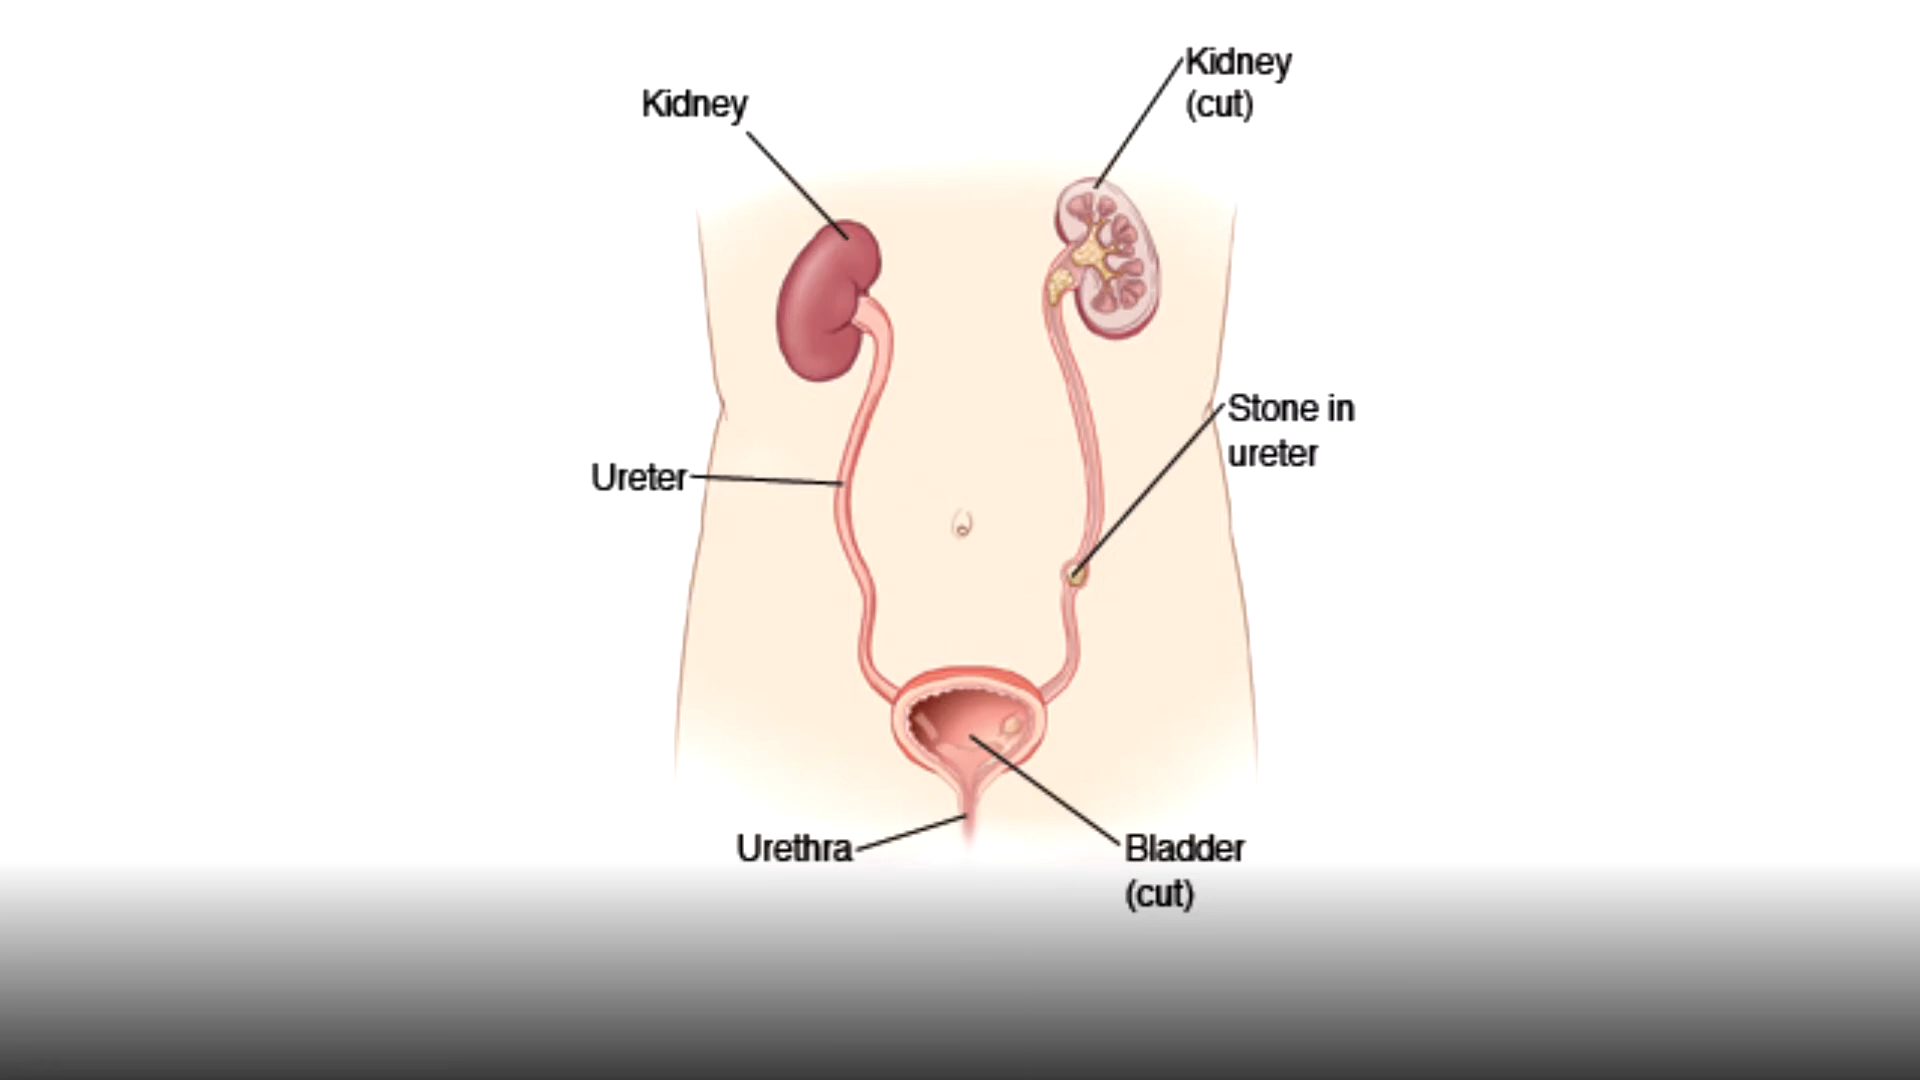 Kidney
(cut)
Kidney
Stone in
ureter
Ureter
Urethra
Bladder
(cut)